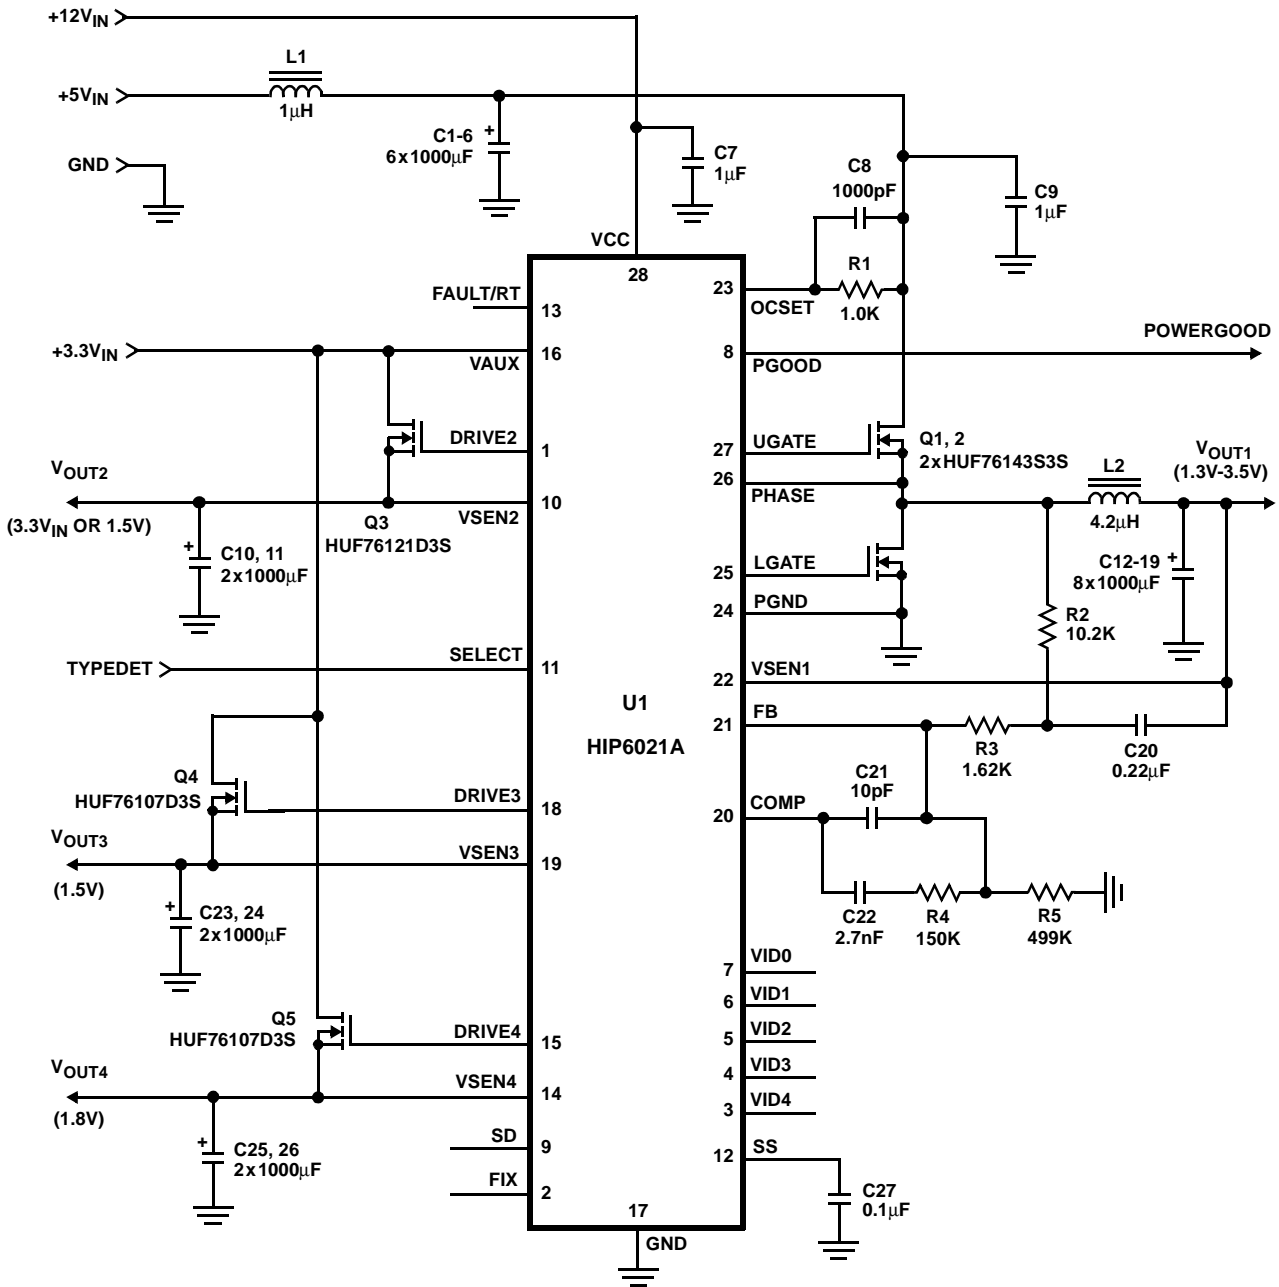 +12VIN
L1
+5VIN
1µH
C1-6
6x1000µF
+
GND
C7
1µF
C8
1000pF
C9
1µF
VCC
28
R1
1.0K
23
OCSET
FAULT/RT
13
+3.3VIN
16
VAUX
8
PGOOD
POWERGOOD
DRIVE2
1
27
UGATE
Q1, 2
2xHUF76143S3S
26
PHASE
VOUT2
(3.3VIN OR 1.5V)
10
VSEN2
Q3
HUF76121D3S
+
C10, 11
2x1000µF
L2
4.2µH
VOUT1
(1.3V-3.5V)
25
LGATE
24
PGND
C12-19
8x1000µF
+
R2
10.2K
TYPEDET
SELECT
11
22
VSEN1
U1
HIP6021A
21
FB
R3
1.62K
C20
0.22µF
Q4
HUF76107D3S
DRIVE3
18
20
COMP
C21
10pF
VOUT3
(1.5V)
VSEN3
19
+
C23, 24
2x1000µF
C22
2.7nF
R4
150K
R5
499K
7
VID0
6
VID1
5
VID2
4
VID3
3
VID4
Q5
HUF76107D3S
DRIVE4
15
VOUT4
(1.8V)
VSEN4
14
+
C25, 26
2x1000µF
SD
9
FIX
2
12
SS
C27
0.1µF
17
GND